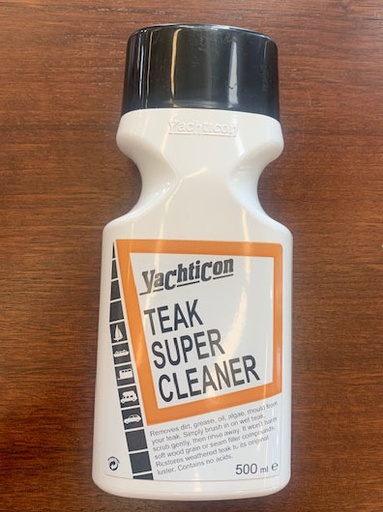 Yachticon
Yachticon
TEAK
SUPER
CLEANER
Removes dirt, grease, oil, algae, mould from
your teak. Simply brush in on wet teak,
scrub gently, then rinse away. It won't harm
soft wood grain or seam filler compounds.
Restores weathered teak to its original
luster. Contains no acids.
500 ml e